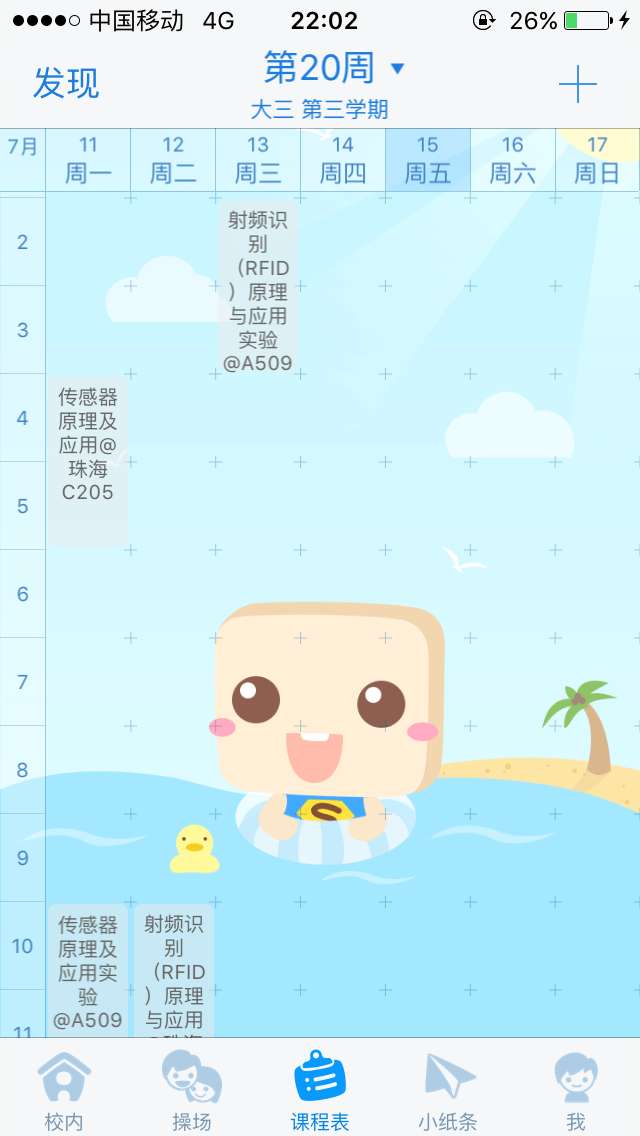 中国移动 4G 22:02 26%
发现 第20周
大三 第三学期
7月 11 12 13 14 15 16 17
周一 周二 周三 周四 周五 周六 周日
2
射频识
别
（RFID
）原理
与应用
实验
@A509
3
4
传感器
原理及
应用@
珠海
C205
5
6
7
8
9
10
传感器
原理及
应用实
验
@A509
射频识
别
（RFID
）原理
与应用
11
校内 操场 课程表 小纸条 我